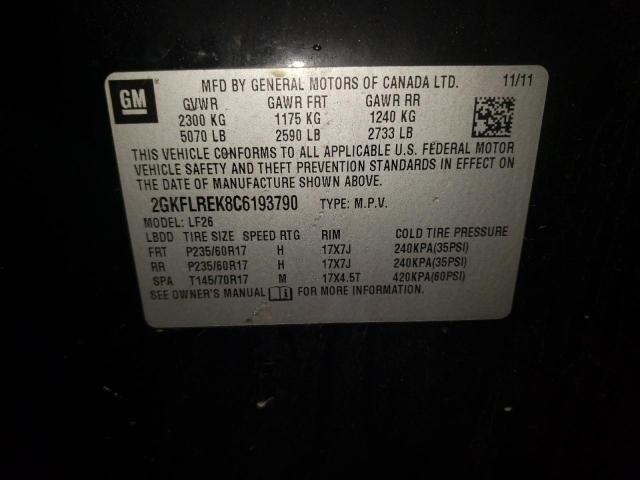 GM
MFD BY GENERAL MOTORS OF CANADA LTD. 11/11
GVWR GAWR FRT GAWR RR
2300 KG 1175 KG 1240 KG
5070 LB 2590 LB 2733 LB
THIS VEHICLE CONFORMS TO ALL APPLICABLE U.S. FEDERAL MOTOR
VEHICLE SAFETY AND THEFT PREVENTION STANDARDS IN EFFECT ON
THE DATE OF MANUFACTURE SHOWN ABOVE.
2GKFLREK8C6193790 TYPE: M.P.V.
MODEL: LF26
LBDD TIRE SIZE SPEED RTG RIM COLD TIRE PRESSURE
FRT P235/60R17 H 17X7J 240KPA(35PSI)
RR P235/60R17 H 17X7J 240KPA(35PSI)
SPA T145/70R17 M 17X4.5T 420KPA(60PSI)
SEE OWNER'S MANUAL FOR MORE INFORMATION.